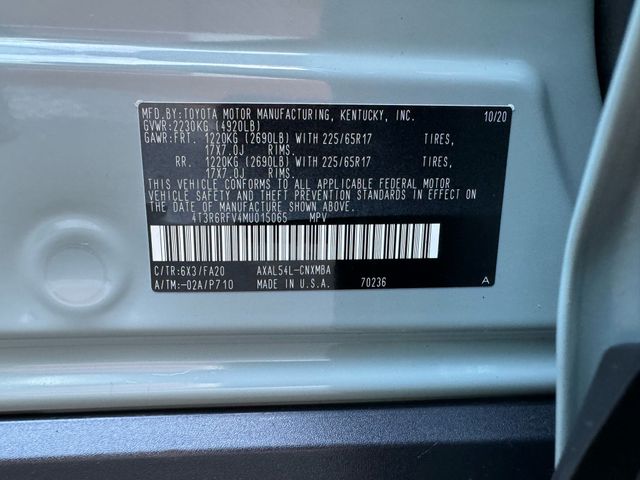 MFD.BY:TOYOTA MOTOR MANUFACTURING, KENTUCKY, INC. 10/20
GVWR:2230KG (4920LB)
GAWR:FRT. 1220KG (2690LB) WITH 225/65R17 TIRES,
17X7.0J RIMS.
RR. 1220KG (2690LB) WITH 225/65R17 TIRES,
17X7.0J RIMS.
THIS VEHICLE CONFORMS TO ALL APPLICABLE FEDERAL MOTOR
VEHICLE SAFETY AND THEFT PREVENTION STANDARDS IN EFFECT ON
THE DATE OF MANUFACTURE SHOWN ABOVE.
4T3R6RFV4MU015065 MPV
C/TR:6X3/FA20 AXAL54L-CNXMBA
A/TM:-02A/P710 MADE IN U.S.A. 70236 A